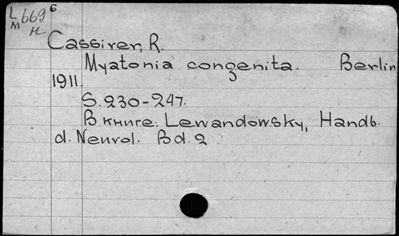 L 669 6
M H
Cassirer, R.
Myatonia congenita. Berlin
1911.
S. 230-247.
В книге: Lewandowsky, Handb.
d. Neurol. Bd. 2